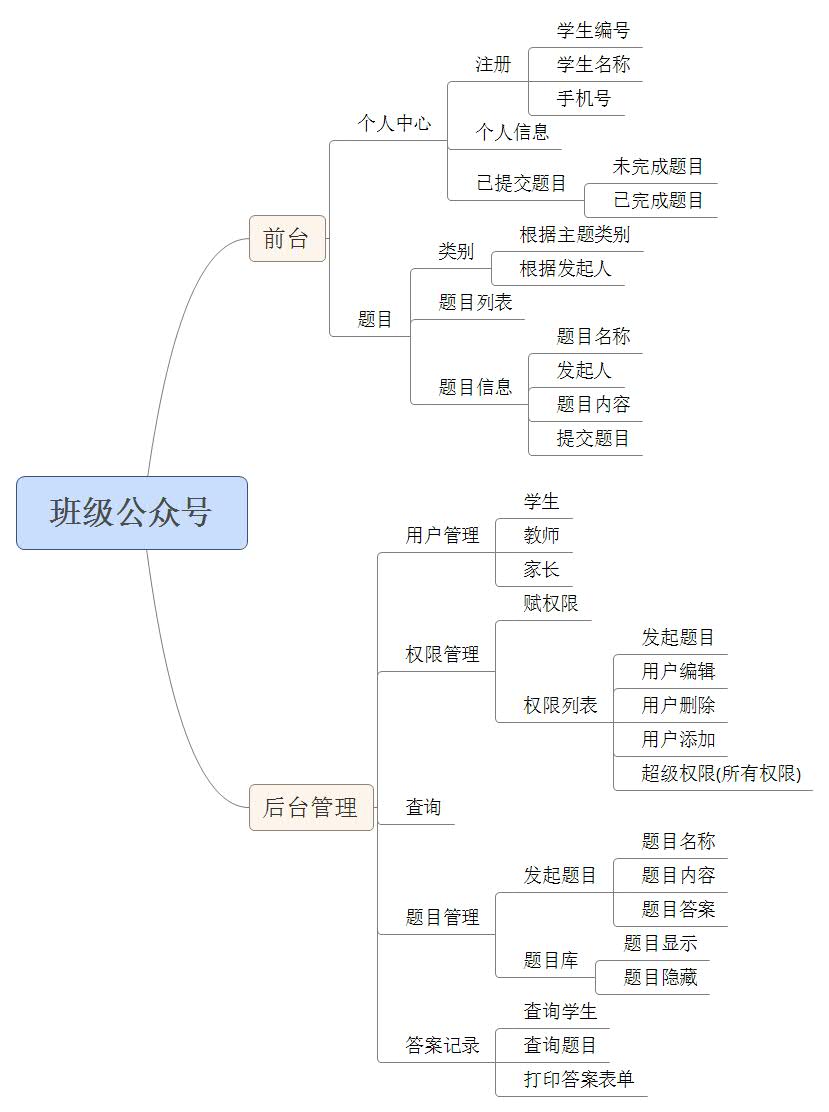 班级公众号
前台
个人中心
注册
学生编号
学生名称
手机号
个人信息
已提交题目
未完成题目
已完成题目
题目
类别
根据主题类别
根据发起人
题目列表
题目信息
题目名称
发起人
题目内容
提交题目
后台管理
用户管理
学生
教师
家长
权限管理
赋权限
权限列表
发起题目
用户编辑
用户删除
用户添加
超级权限(所有权限)
查询
题目管理
发起题目
题目名称
题目内容
题目答案
题目库
题目显示
题目隐藏
答案记录
查询学生
查询题目
打印答案表单